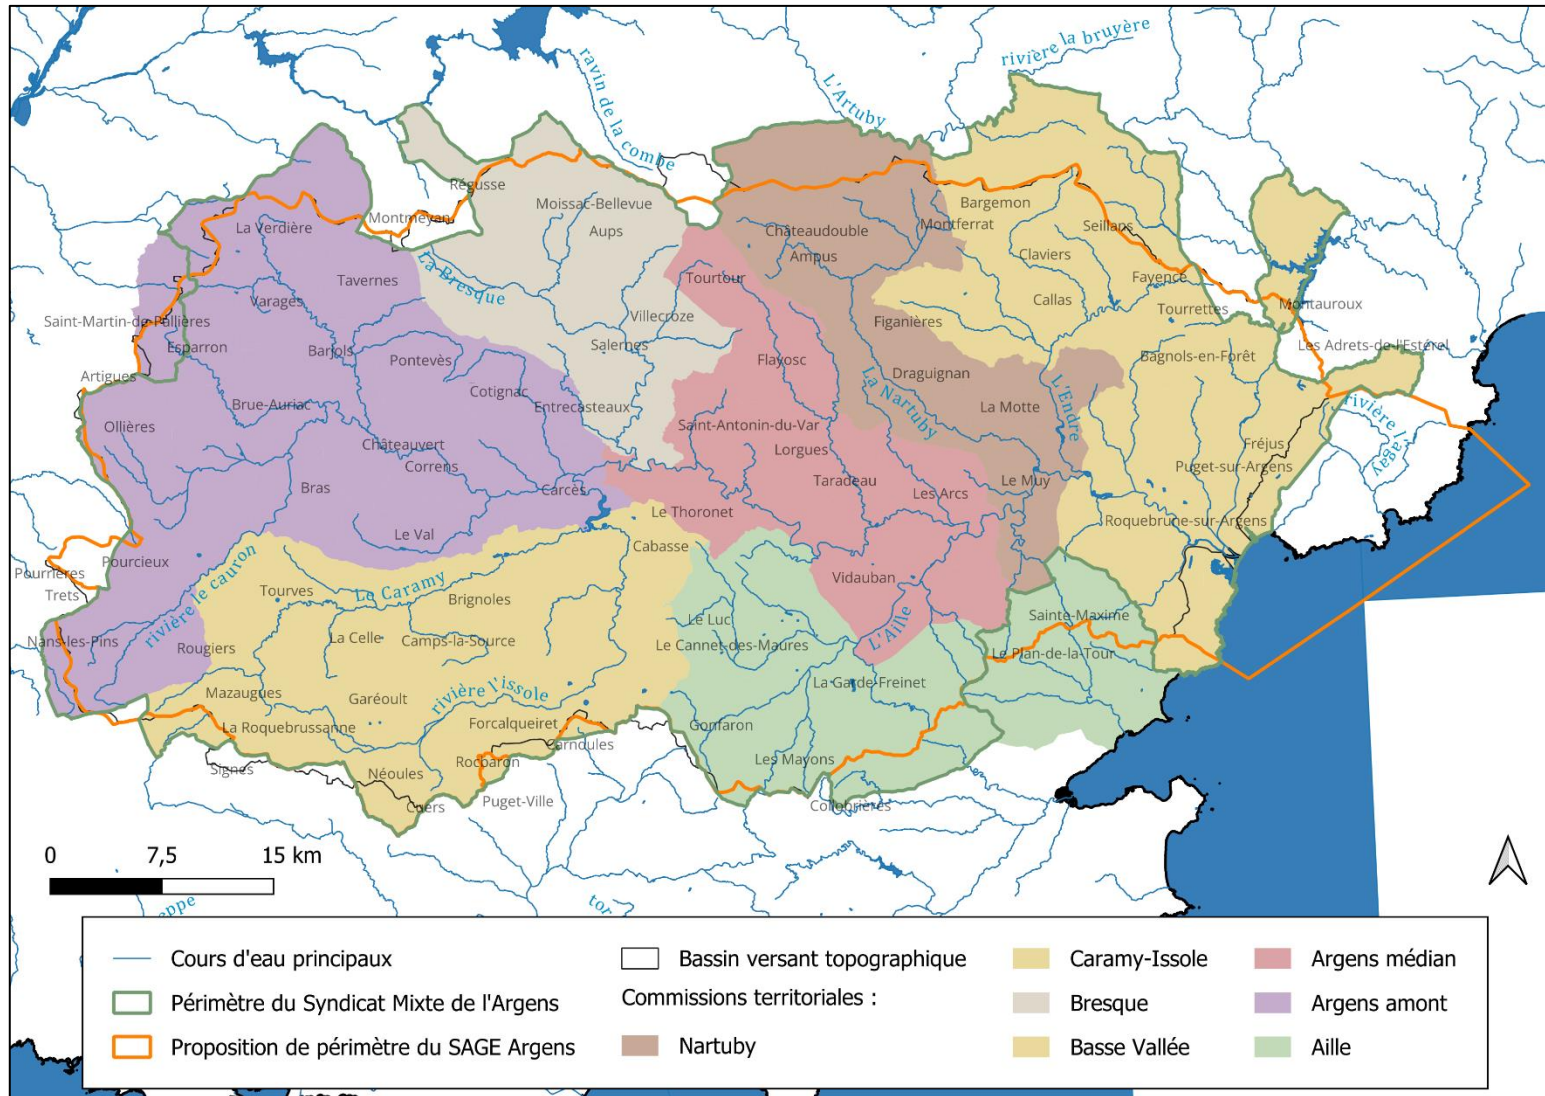 rivière la bruyère
ravin de la combe
L'Artuby
Régusse
Montmeyan
Moissac-Bellevue
Aups
La Verdière
Châteaudouble
Ampus
Bargemon
Montferrat
Seillans
Claviers
La Bresque
Tavernes
Tourtour
Fayence
Callas
Tourrettes
Montauroux
Varages
Saint-Martin-de-Pallières
Villecroze
Figanières
Esparron
Barjols
Pontevès
Salernes
Flayosc
Bagnols-en-Forêt
Les Adrets-de-l'Estérel
Artigues
Draguignan
La Nartuby
L'Endre
Cotignac
Brue-Auriac
Entrecasteaux
La Motte
rivière l'agay
Ollières
Saint-Antonin-du-Var
Lorgues
Châteauvert
Correns
Fréjus
Puget-sur-Argens
Bras
Carcès
Taradeau
Les Arcs
Le Muy
Le Thoronet
Roquebrune-sur-Argens
Le Val
Cabasse
Pourcieux
Pourrières
Trets
rivière le cauron
Tourves
Le Caramy
Brignoles
Vidauban
L'Aille
Sainte-Maxime
Le Luc
Nans-les-Pins
Rougiers
La Celle
Camps-la-Source
Le Cannet-des-Maures
Le Plan-de-la-Tour
Mazaugues
Garéoult
rivière l'issole
La Garde-Freinet
La Roquebrussanne
Forcalqueiret
Gonfaron
Carnoules
Signes
Néoules
Rocbaron
Les Mayons
Cuers
Puget-Ville
Collobrières
0 7,5 15 km
eppe
tor
Cours d'eau principaux
Périmètre du Syndicat Mixte de l'Argens
Proposition de périmètre du SAGE Argens
Bassin versant topographique
Commissions territoriales :
Nartuby
Caramy-Issole
Bresque
Basse Vallée
Argens médian
Argens amont
Aille